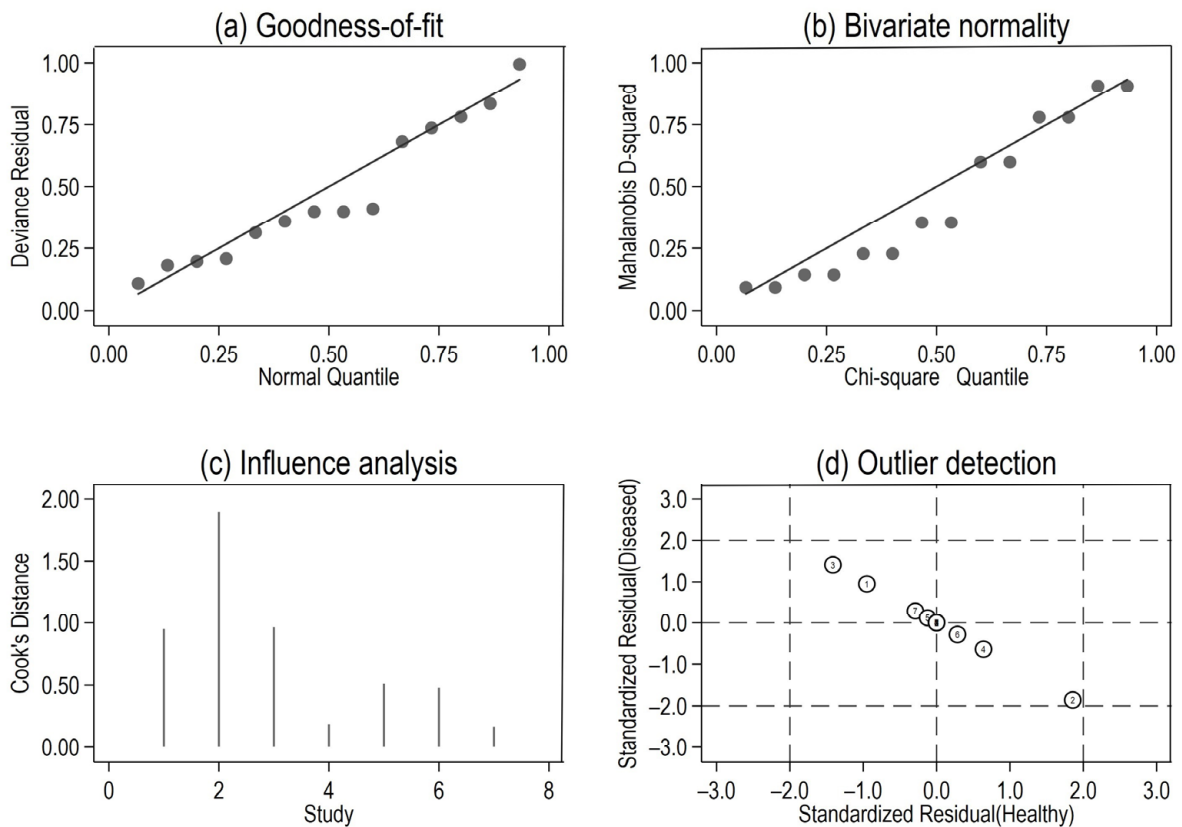 (a) Goodness-of-fit
Deviance Residual
1.00
0.75
0.50
0.25
0.00
0.00 0.25 0.50 0.75 1.00
Normal Quantile
(b) Bivariate normality
Mahalanobis D-squared
1.00
0.75
0.50
0.25
0.00
0.00 0.25 0.50 0.75 1.00
Chi-square Quantile
(c) Influence analysis
Cook's Distance
2.00
1.50
1.00
0.50
0.00
0 2 4 6 8
Study
(d) Outlier detection
Standardized Residual(Diseased)
3.0
2.0
1.0
0.0
−1.0
−2.0
−3.0
3
1
7
5
6
4
2
−3.0 −2.0 −1.0 0.0 1.0 2.0 3.0
Standardized Residual(Healthy)